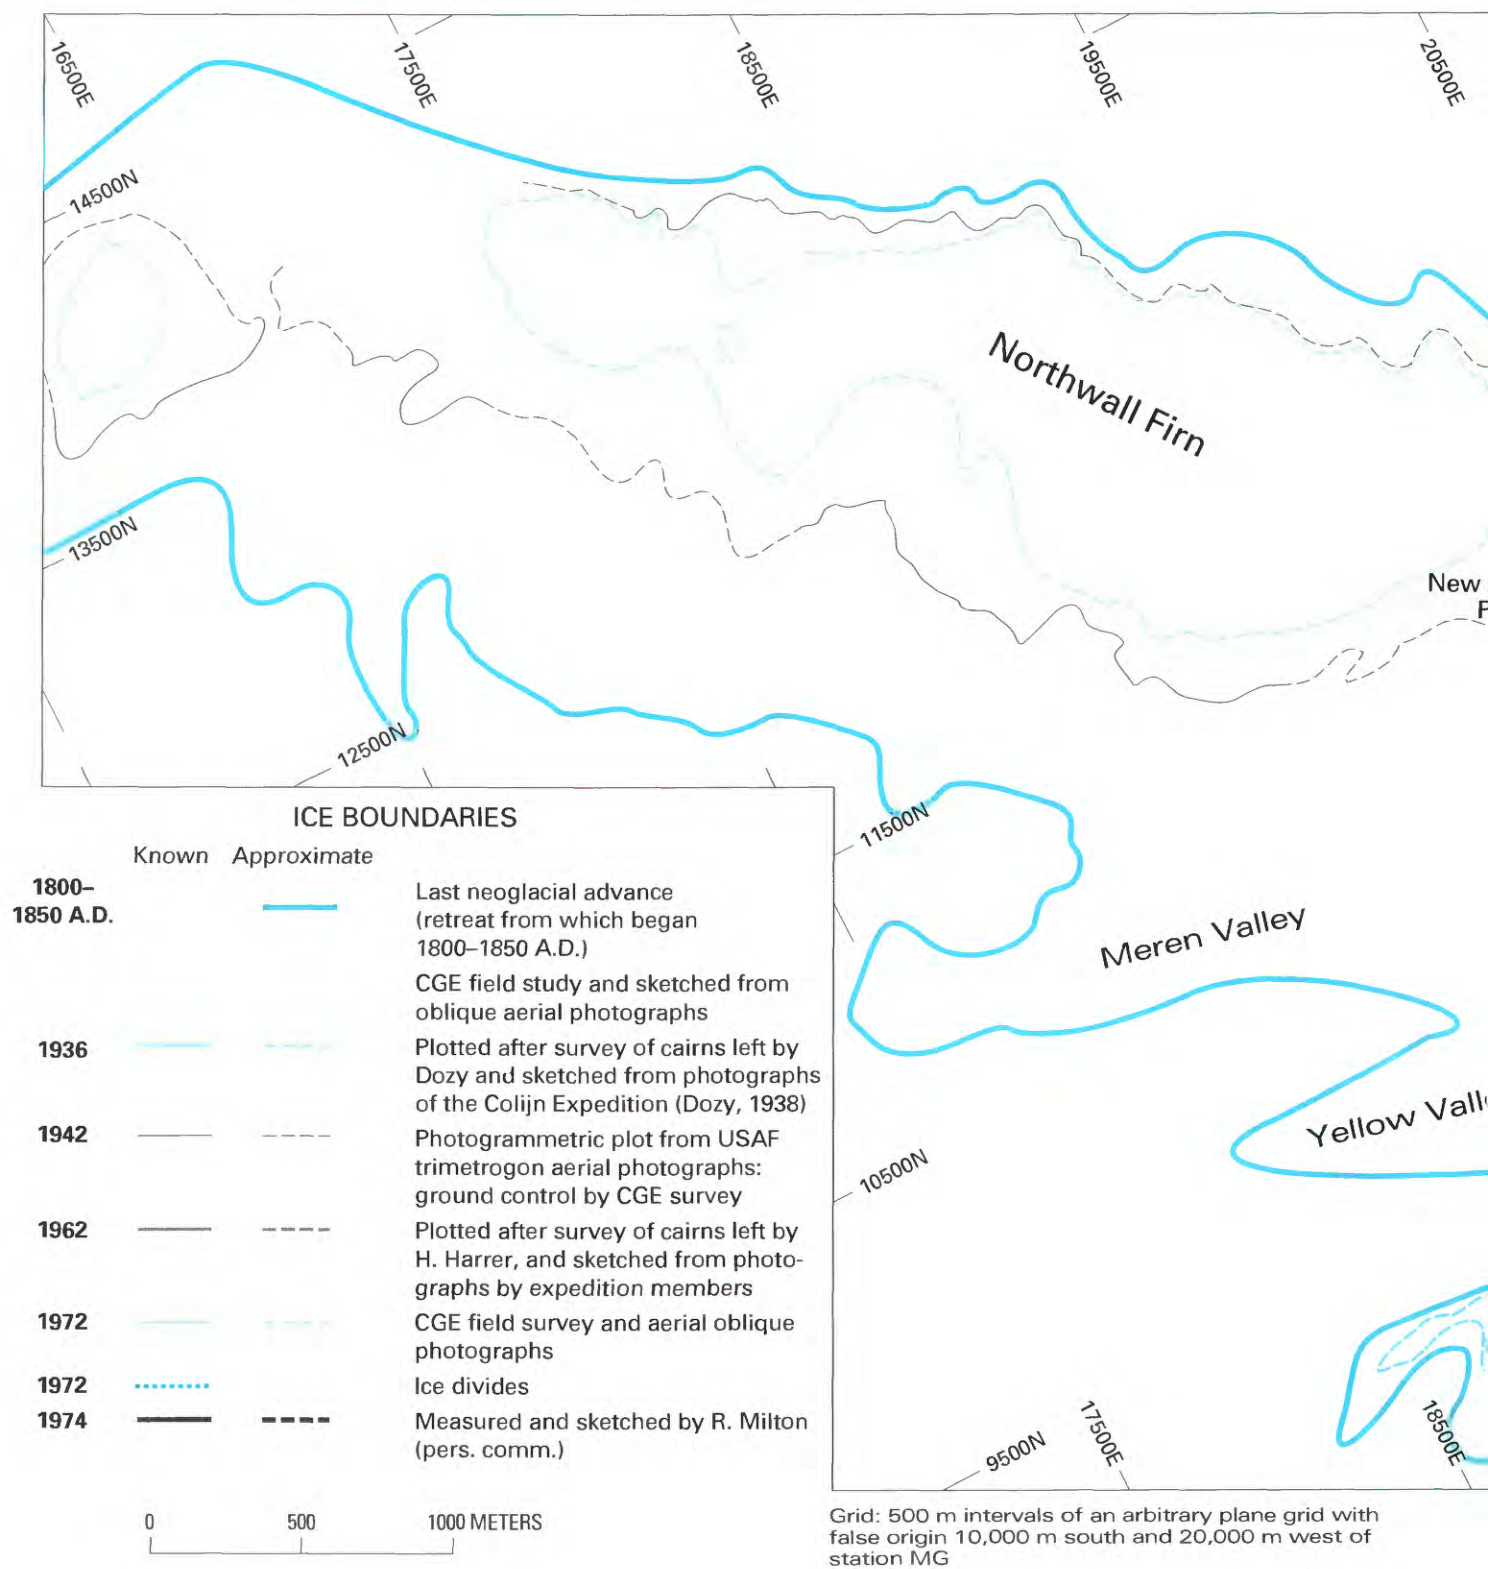 16500E
17500E
18500E
19500E
20500E
14500N
Northwall Firn
13500N
New
12500N
11500N
Meren Valley
Yellow Valle
10500N
9500N
17500E
18500E
ICE BOUNDARIES
Known Approximate
1800–
1850 A.D.
Last neoglacial advance
(retreat from which began
1800–1850 A.D.)
CGE field study and sketched from
oblique aerial photographs
1936
Plotted after survey of cairns left by
Dozy and sketched from photographs
of the Colijn Expedition (Dozy, 1938)
1942
Photogrammetric plot from USAF
trimetrogon aerial photographs:
ground control by CGE survey
1962
Plotted after survey of cairns left by
H. Harrer, and sketched from photo-
graphs by expedition members
1972
CGE field survey and aerial oblique
photographs
1972
Ice divides
1974
Measured and sketched by R. Milton
(pers. comm.)
0 500 1000 METERS
Grid: 500 m intervals of an arbitrary plane grid with
false origin 10,000 m south and 20,000 m west of
station MG